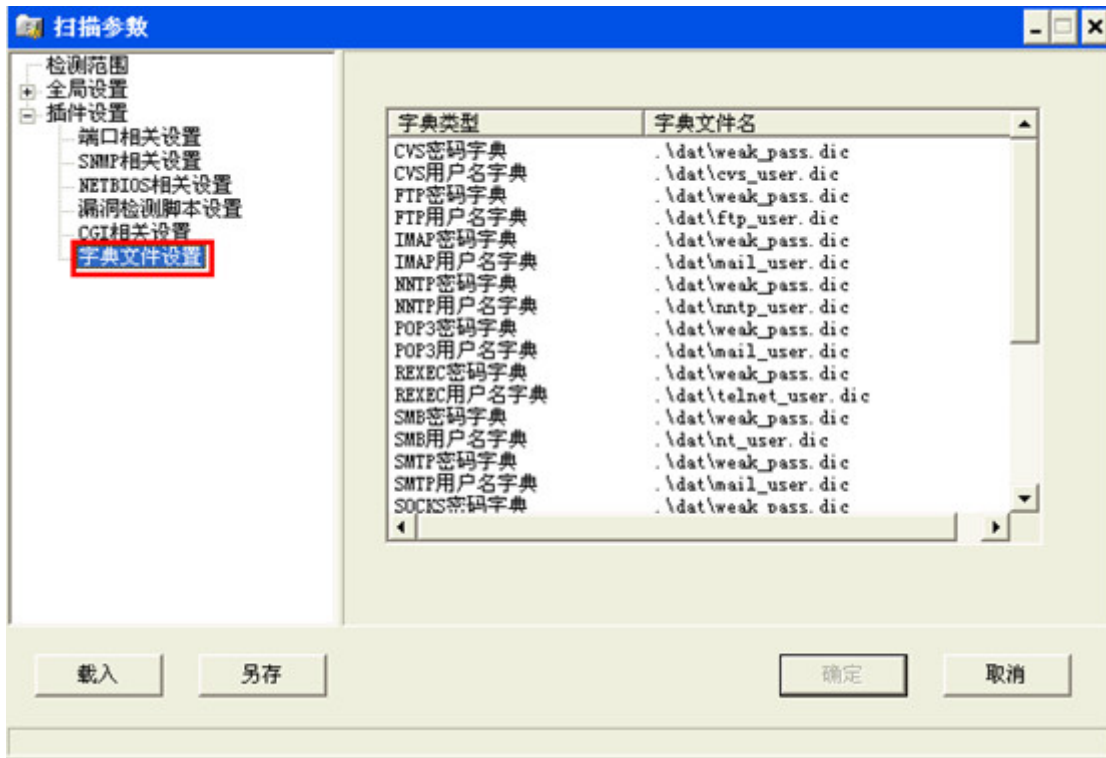 扫描参数
检测范围
全局设置
插件设置
端口相关设置
SNMP相关设置
NETBIOS相关设置
漏洞检测脚本设置
CGI相关设置
字典文件设置
字典类型 字典文件名
CVS密码字典 .\dat\weak_pass.dic
CVS用户名字典 .\dat\cvs_user.dic
FTP密码字典 .\dat\weak_pass.dic
FTP用户名字典 .\dat\ftp_user.dic
IMAP密码字典 .\dat\weak_pass.dic
IMAP用户名字典 .\dat\mail_user.dic
NNTP密码字典 .\dat\weak_pass.dic
NNTP用户名字典 .\dat\nntp_user.dic
POP3密码字典 .\dat\weak_pass.dic
POP3用户名字典 .\dat\mail_user.dic
REXEC密码字典 .\dat\weak_pass.dic
REXEC用户名字典 .\dat\telnet_user.dic
SMB密码字典 .\dat\weak_pass.dic
SMB用户名字典 .\dat\nt_user.dic
SMTP密码字典 .\dat\weak_pass.dic
SMTP用户名字典 .\dat\mail_user.dic
SOCKS密码字典 .\dat\weak_pass.dic
载入 另存 确定 取消